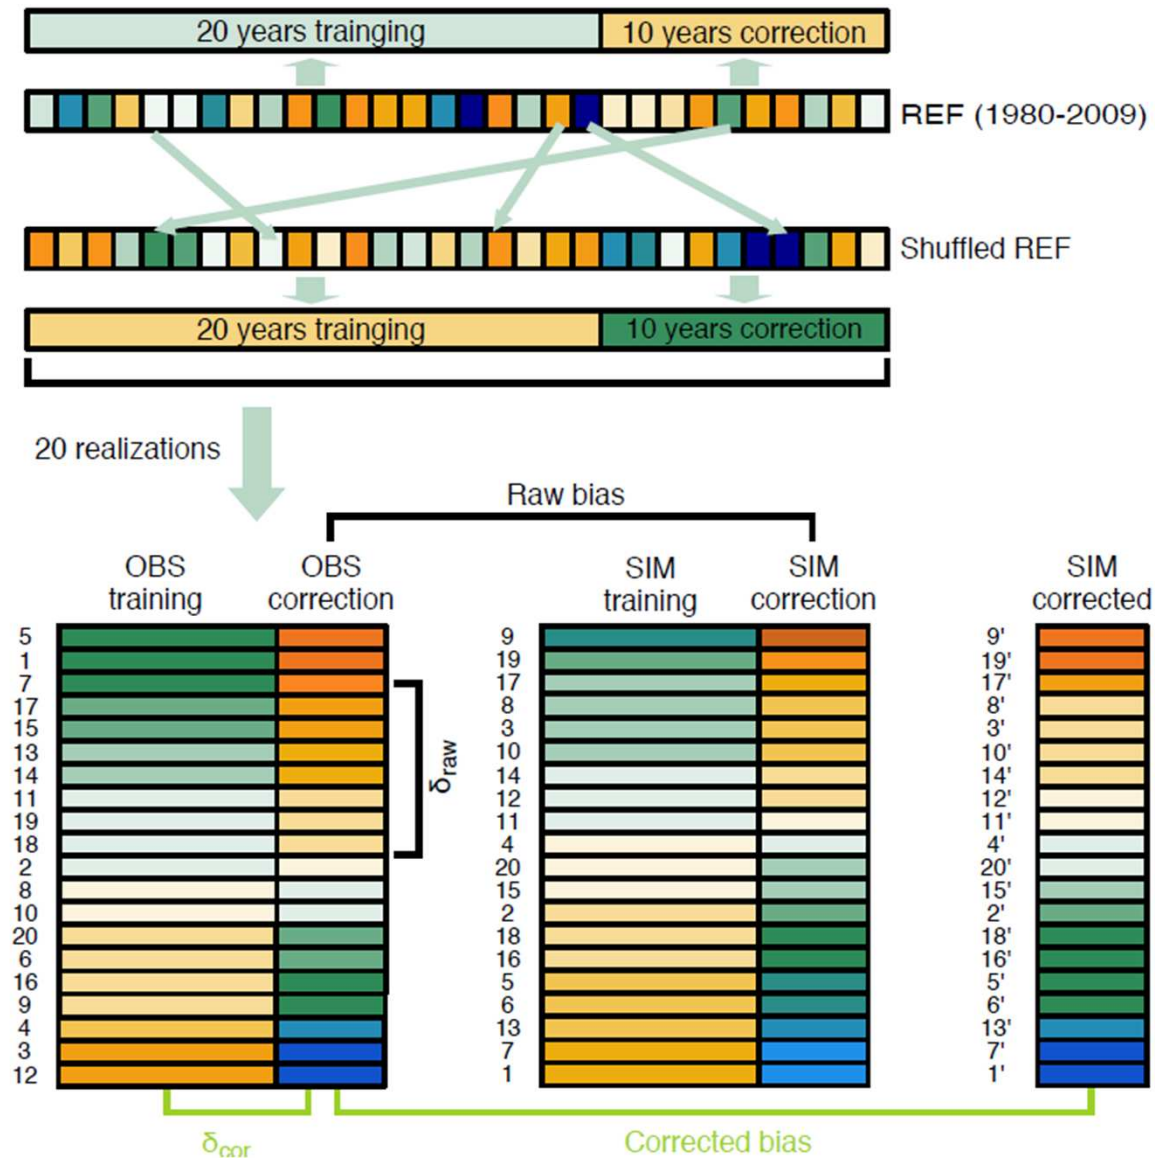 20 years trainging 10 years correction
REF (1980-2009)
Shuffled REF
20 years trainging 10 years correction
20 realizations
Raw bias
OBS training
OBS correction
SIM training
SIM correction
SIM corrected
5 9 9'
1 19 19'
7 17 17'
17 8 8'
15 3 3'
13 10 10'
14 14 14'
11 12 12'
19 11 11'
18 4 4'
2 20 20'
8 15 15'
10 2 2'
20 18 18'
6 16 16'
16 5 5'
9 6 6'
4 13 13'
3 7 7'
12 1 1'
δraw
δcor
Corrected bias